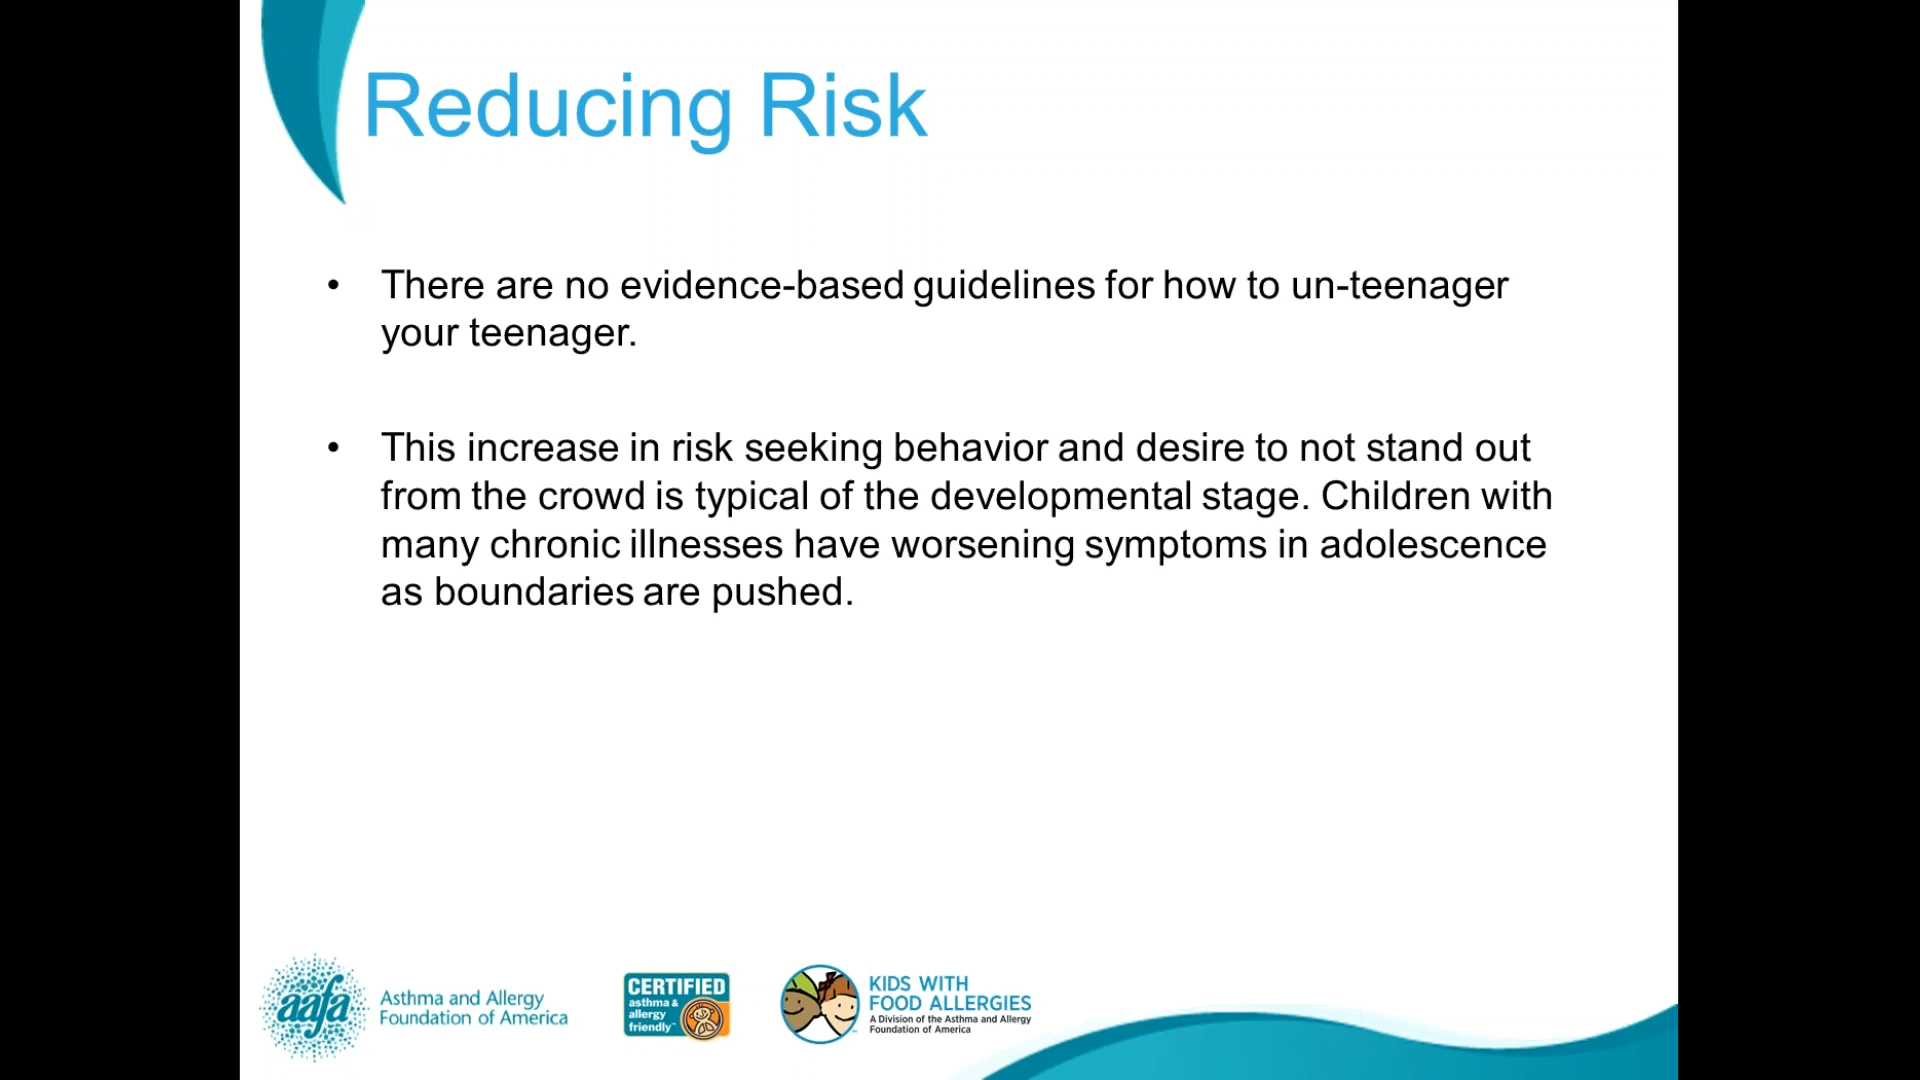 Reducing Risk
• There are no evidence-based guidelines for how to un-teenager
your teenager.
• This increase in risk seeking behavior and desire to not stand out
from the crowd is typical of the developmental stage. Children with
many chronic illnesses have worsening symptoms in adolescence
as boundaries are pushed.
aafa
Asthma and Allergy
Foundation of America
CERTIFIED
asthma &
allergy
friendly™
KIDS WITH
FOOD ALLERGIES
A Division of the Asthma and Allergy
Foundation of America